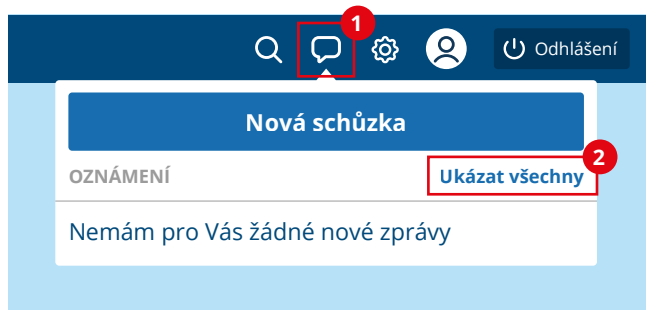 1
Odhlášení
Nová schůzka
2
OZNÁMENÍ
Ukázat všechny
Nemám pro Vás žádné nové zprávy